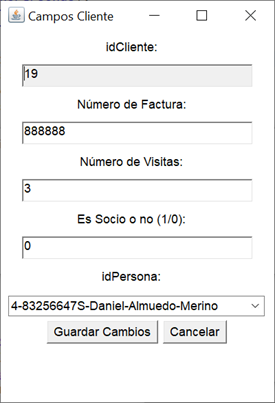 Campos Cliente
idCliente:
19
Número de Factura:
888888
Número de Visitas:
3
Es Socio o no (1/0):
0
idPersona:
4-83256647S-Daniel-Almuedo-Merino
Guardar Cambios Cancelar